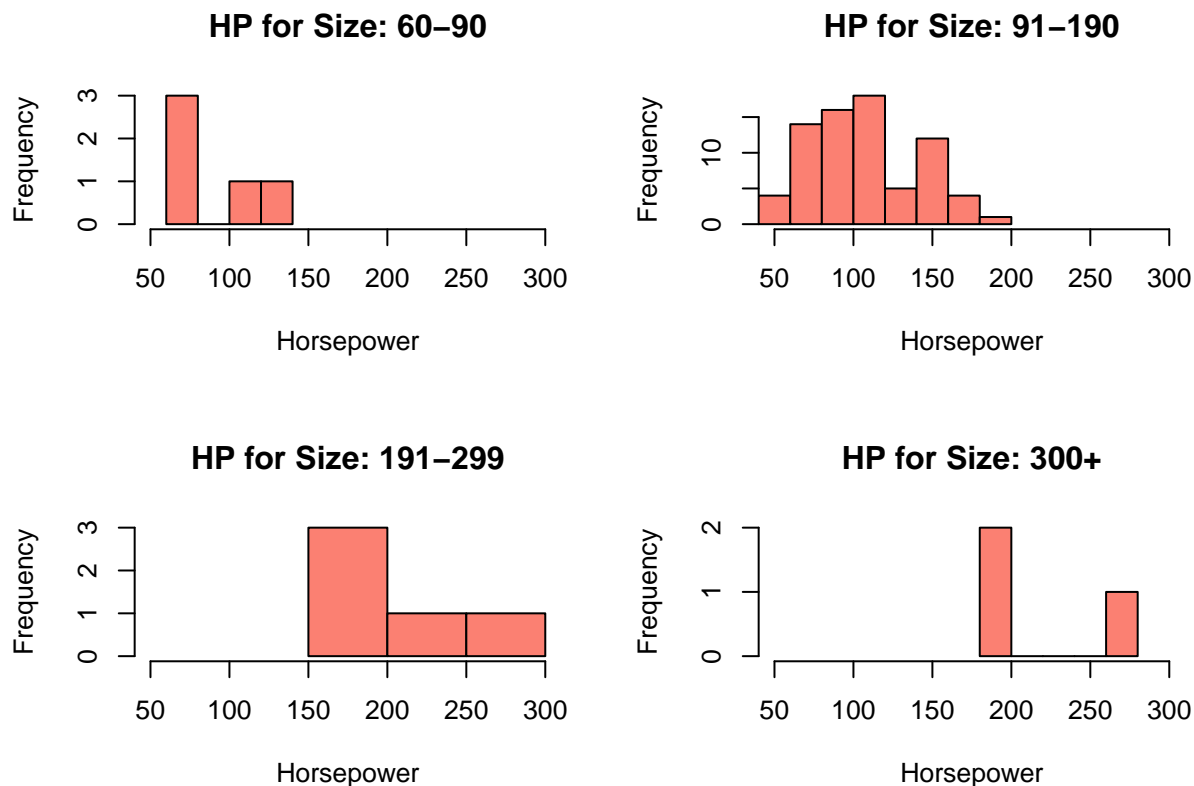 HP for Size: 60−90
Frequency
0 1 2 3
50 100 150 200 250 300
Horsepower
HP for Size: 91−190
Frequency
0 10
50 100 150 200 250 300
Horsepower
HP for Size: 191−299
Frequency
0 1 2 3
50 100 150 200 250 300
Horsepower
HP for Size: 300+
Frequency
0 1 2
50 100 150 200 250 300
Horsepower